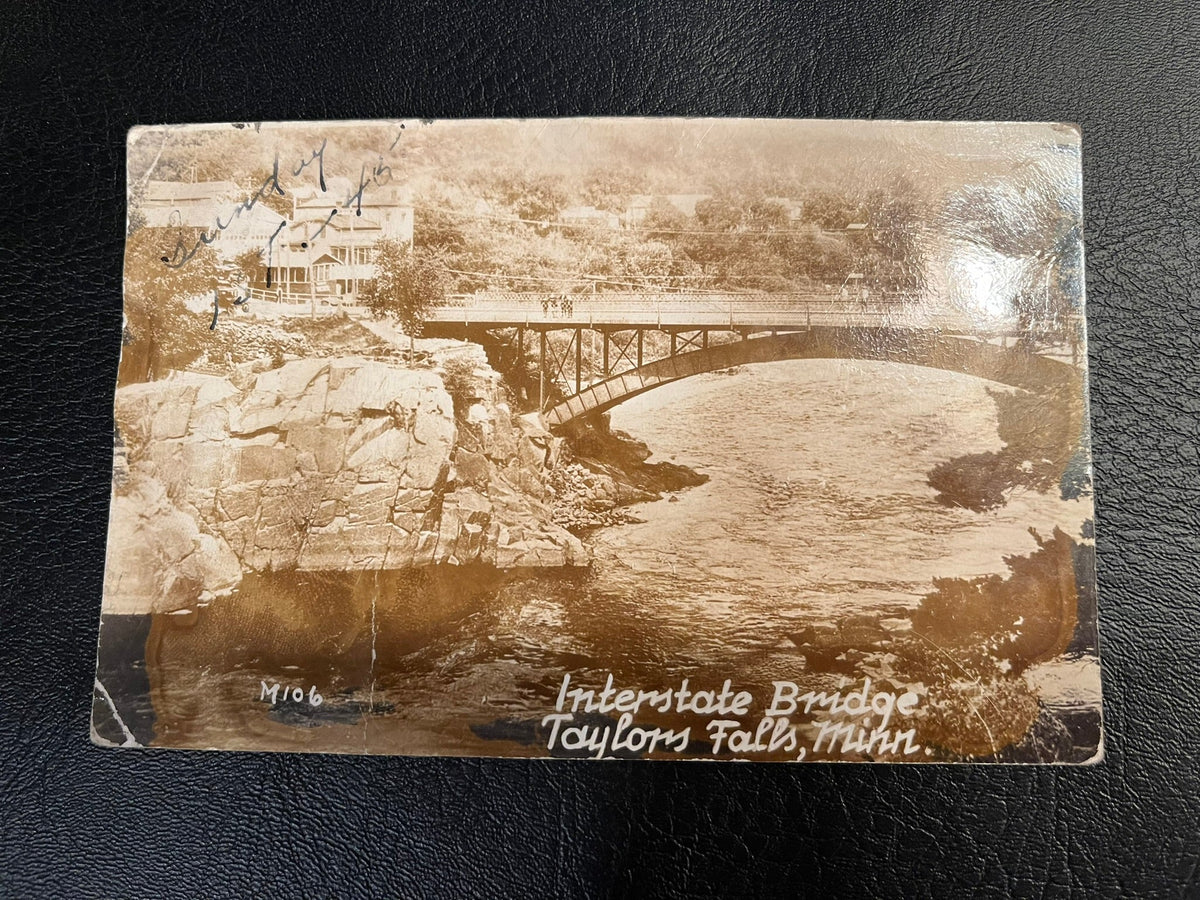 Sunday
M106
Interstate Bridge
Taylors Falls, Minn.